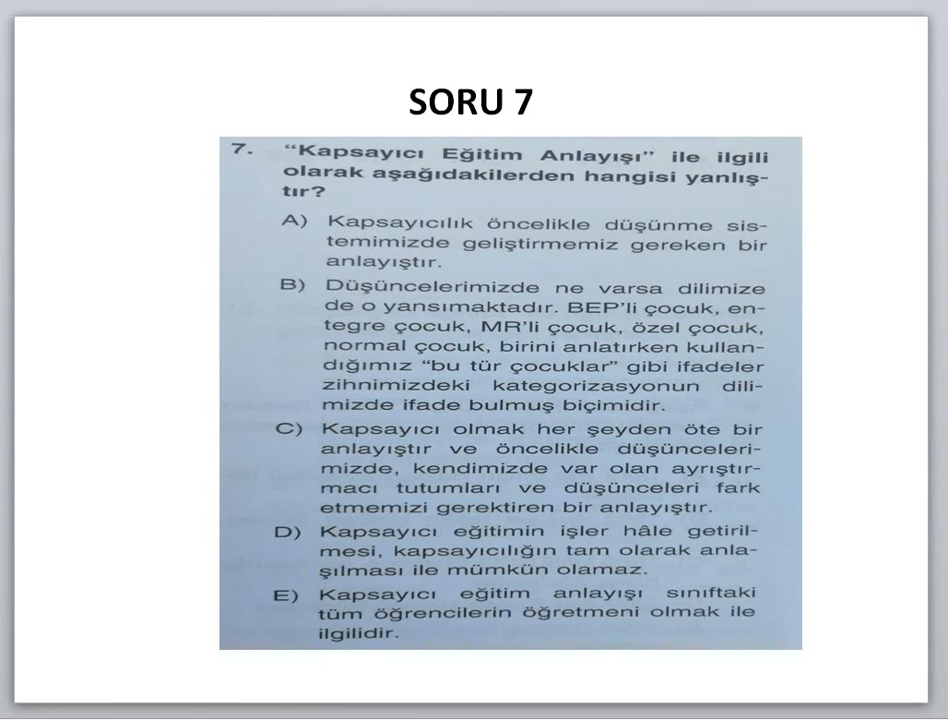 SORU 7
7. “Kapsayıcı Eğitim Anlayışı” ile ilgili
olarak aşağıdakilerden hangisi yanlış-
tır?
A) Kapsayıcılık öncelikle düşünme sis-
temimizde geliştirmemiz gereken bir
anlayıştır.
B) Düşüncelerimizde ne varsa dilimize
de o yansımaktadır. BEP’li çocuk, en-
tegre çocuk, MR’li çocuk, özel çocuk,
normal çocuk, birini anlatırken kullan-
dığımız “bu tür çocuklar” gibi ifadeler
zihnimizdeki kategorizasyonun dili-
mizde ifade bulmuş biçimidir.
C) Kapsayıcı olmak her şeyden öte bir
anlayıştır ve öncelikle düşünceleri-
mizde, kendimizde var olan ayrıştır-
macı tutumları ve düşünceleri fark
etmemizi gerektiren bir anlayıştır.
D) Kapsayıcı eğitimin işler hâle getiril-
mesi, kapsayıcılığın tam olarak anla-
şılması ile mümkün olamaz.
E) Kapsayıcı eğitim anlayışı sınıftaki
tüm öğrencilerin öğretmeni olmak ile
ilgilidir.